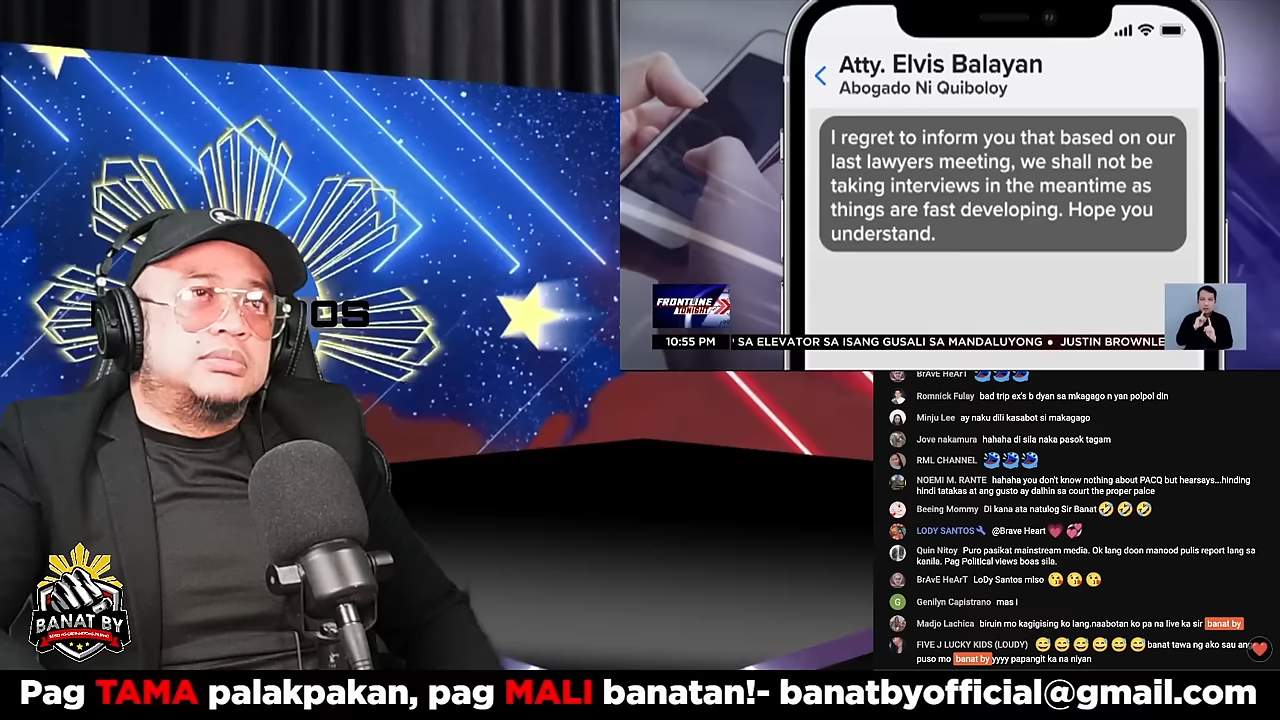 Atty. Elvis Balayan
Abogado Ni Quiboloy
I regret to inform you that based on our
last lawyers meeting, we shall not be
taking interviews in the meantime as
things are fast developing. Hope you
understand.
FRONTLINE
TONIGHT
10:55 PM
' SA ELEVATOR SA ISANG GUSALI SA MANDALUYONG ● JUSTIN BROWNLE
OS
BrAvE HeArT
Romnick Fulay bad trip ex's b dyan sa mkagago n yan polpol din
Minju Lee ay naku dili kasabot si makagago
Jove nakamura hahaha di sila naka pasok tagam
RML CHANNEL
NOEMI M. RANTE hahaha you don't know nothing about PACQ but hearsays...hinding
hindi tatakas at ang gusto ay dalhin sa court the proper palce
Beeing Mommy Di kana ata natulog Sir Banat 🤣 🤣 🤣
LODY SANTOS @Brave Heart 💗 💞
Quin Nitoy Puro pasikat mainstream media. Ok lang doon manood pulis report lang sa
kanila. Pag Political views boas sila.
BrAvE HeArT LoDy Santos mlso 😘 😘 😘
G Genilyn Capistrano mas i
Madjo Lachica biruin mo kagigising ko lang.naabotan ko pa na live ka sir banat by
FIVE J LUCKY KIDS (LOUDY) 😅 😅 😅 😅 😅 😅 banat tawa ng ako sau ang
puso mo banat by yyyy papangit ka na niyan
BANAT BY
Pag TAMA palakpakan, pag MALI banatan!- banatbyofficial@gmail.com